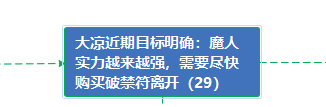 大凉近期目标明确：魔人
实力越来越强，需要尽快
购买破禁符离开（29）